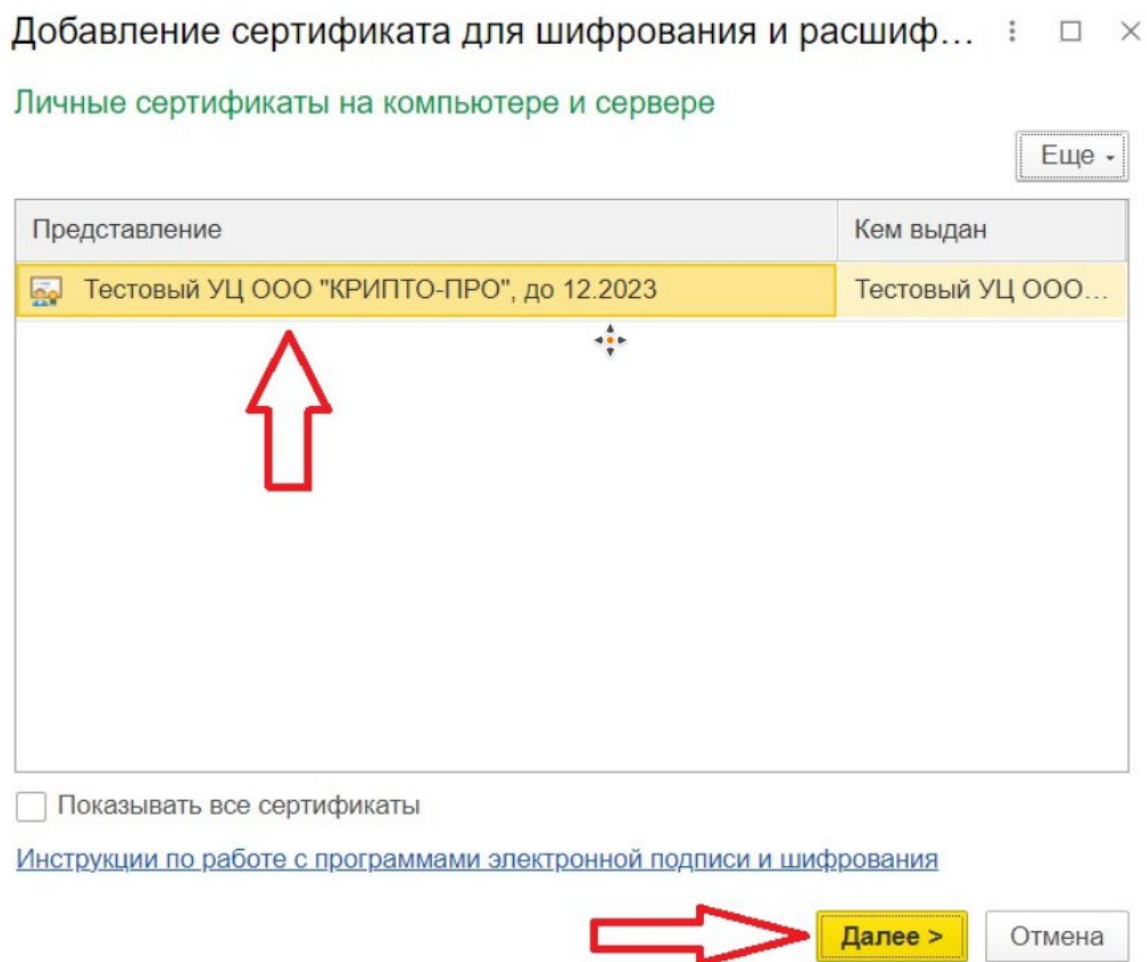 Добавление сертификата для шифрования и расшиф...
Личные сертификаты на компьютере и сервере
Еще
Представление Кем выдан
Тестовый УЦ ООО "КРИПТО-ПРО", до 12.2023 Тестовый УЦ ООО...
Показывать все сертификаты
Инструкции по работе с программами электронной подписи и шифрования
Далее > Отмена